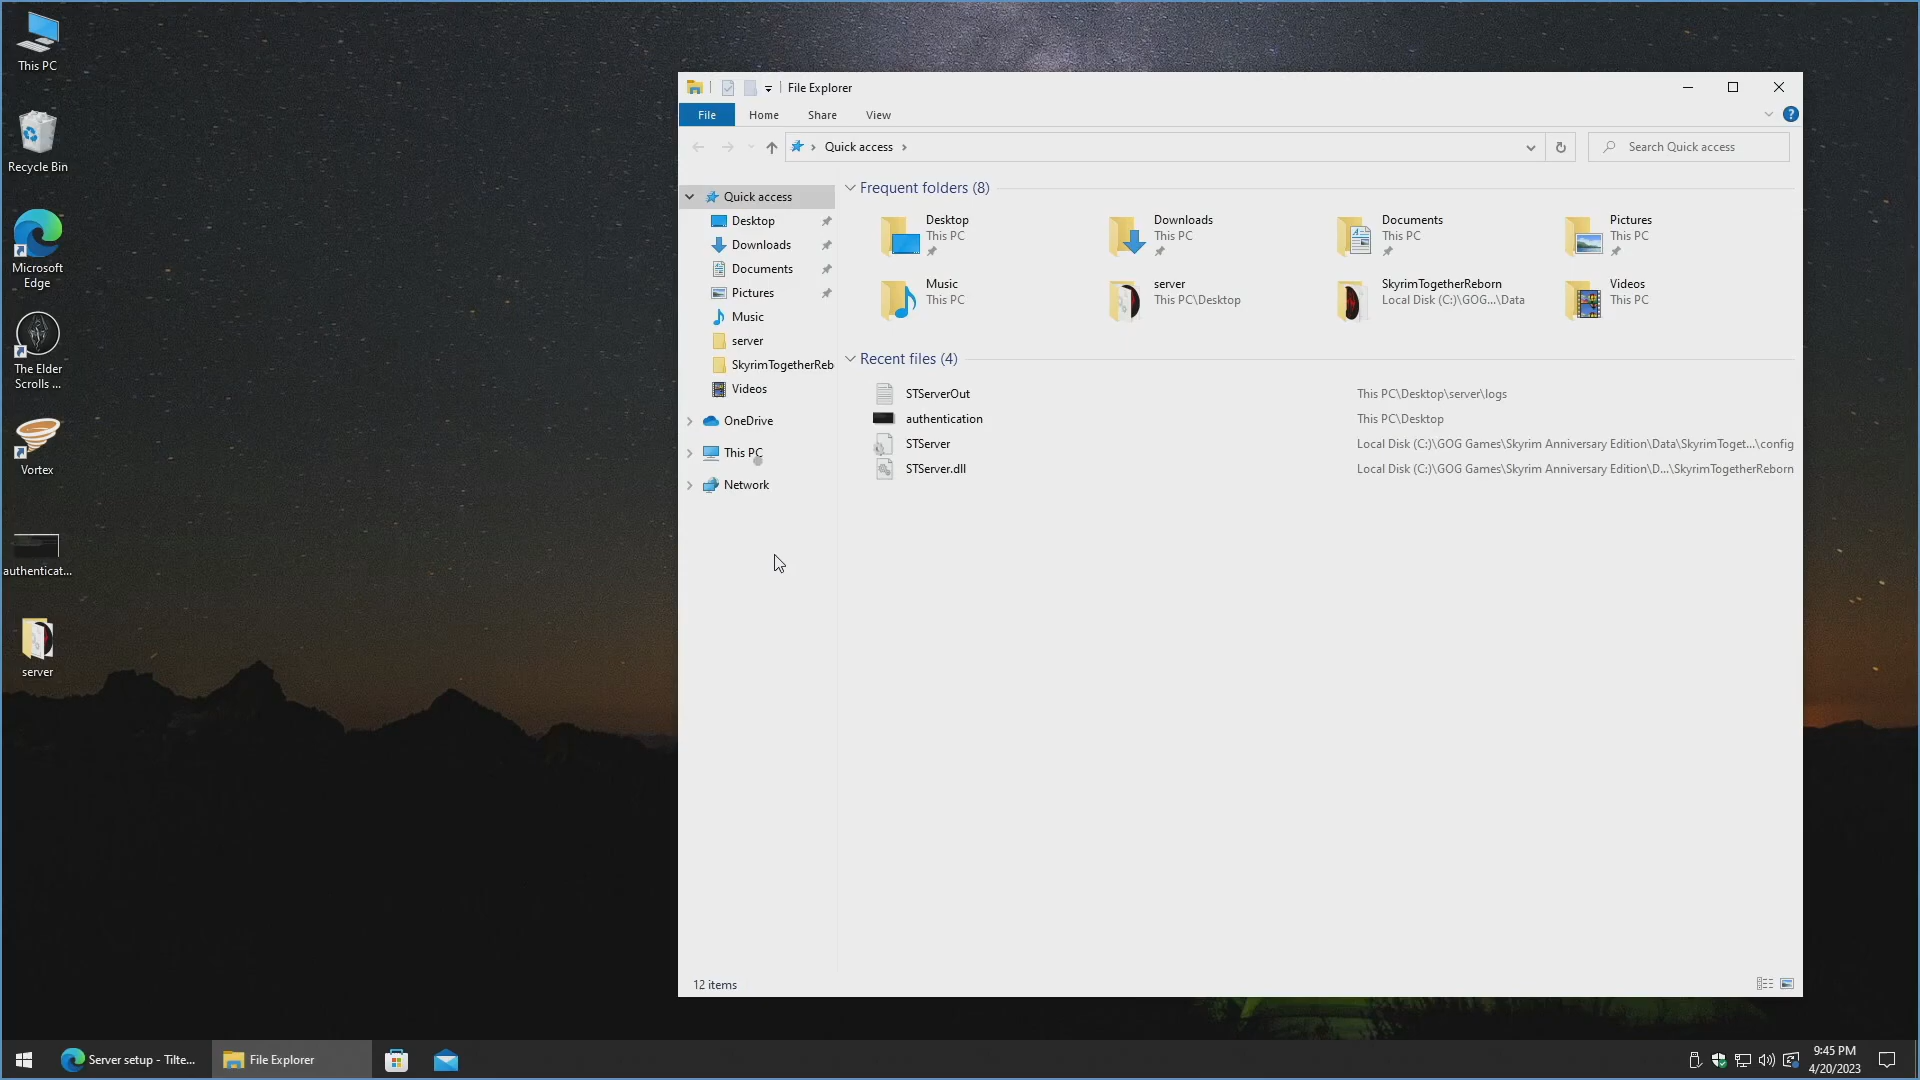 This PC
Recycle Bin
Microsoft
Edge
The Elder
Scrolls ...
Vortex
authenticat...
server
File Explorer
File
Home
Share
View
?
Quick access
Search Quick access
Quick access
Desktop
Downloads
Documents
Pictures
Music
server
SkyrimTogetherReb
Videos
OneDrive
This PC
Network
Frequent folders (8)
Desktop
This PC
Downloads
This PC
Documents
This PC
Pictures
This PC
Music
This PC
server
This PC\Desktop
SkyrimTogetherReborn
Local Disk (C:)\GOG...\Data
Videos
This PC
Recent files (4)
STServerOut
This PC\Desktop\server\logs
authentication
This PC\Desktop
STServer
Local Disk (C:)\GOG Games\Skyrim Anniversary Edition\Data\SkyrimToget...\config
STServer.dll
Local Disk (C:)\GOG Games\Skyrim Anniversary Edition\D...\SkyrimTogetherReborn
12 items
Server setup - Tilte...
File Explorer
9:45 PM
4/20/2023